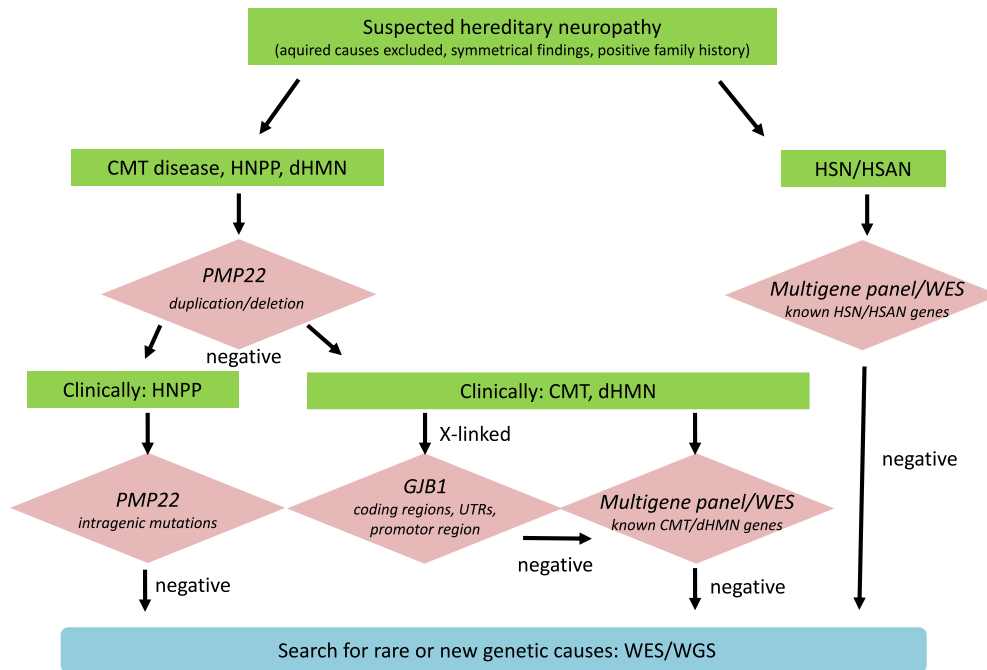 Suspected hereditary neuropathy
(aquired causes excluded, symmetrical findings, positive family history)
CMT disease, HNPP, dHMN
HSN/HSAN
PMP22
duplication/deletion
Multigene panel/WES
known HSN/HSAN genes
negative
Clinically: HNPP
Clinically: CMT, dHMN
X-linked
negative
PMP22
intragenic mutations
GJB1
coding regions, UTRs,
promotor region
Multigene panel/WES
known CMT/dHMN genes
negative
negative
negative
Search for rare or new genetic causes: WES/WGS